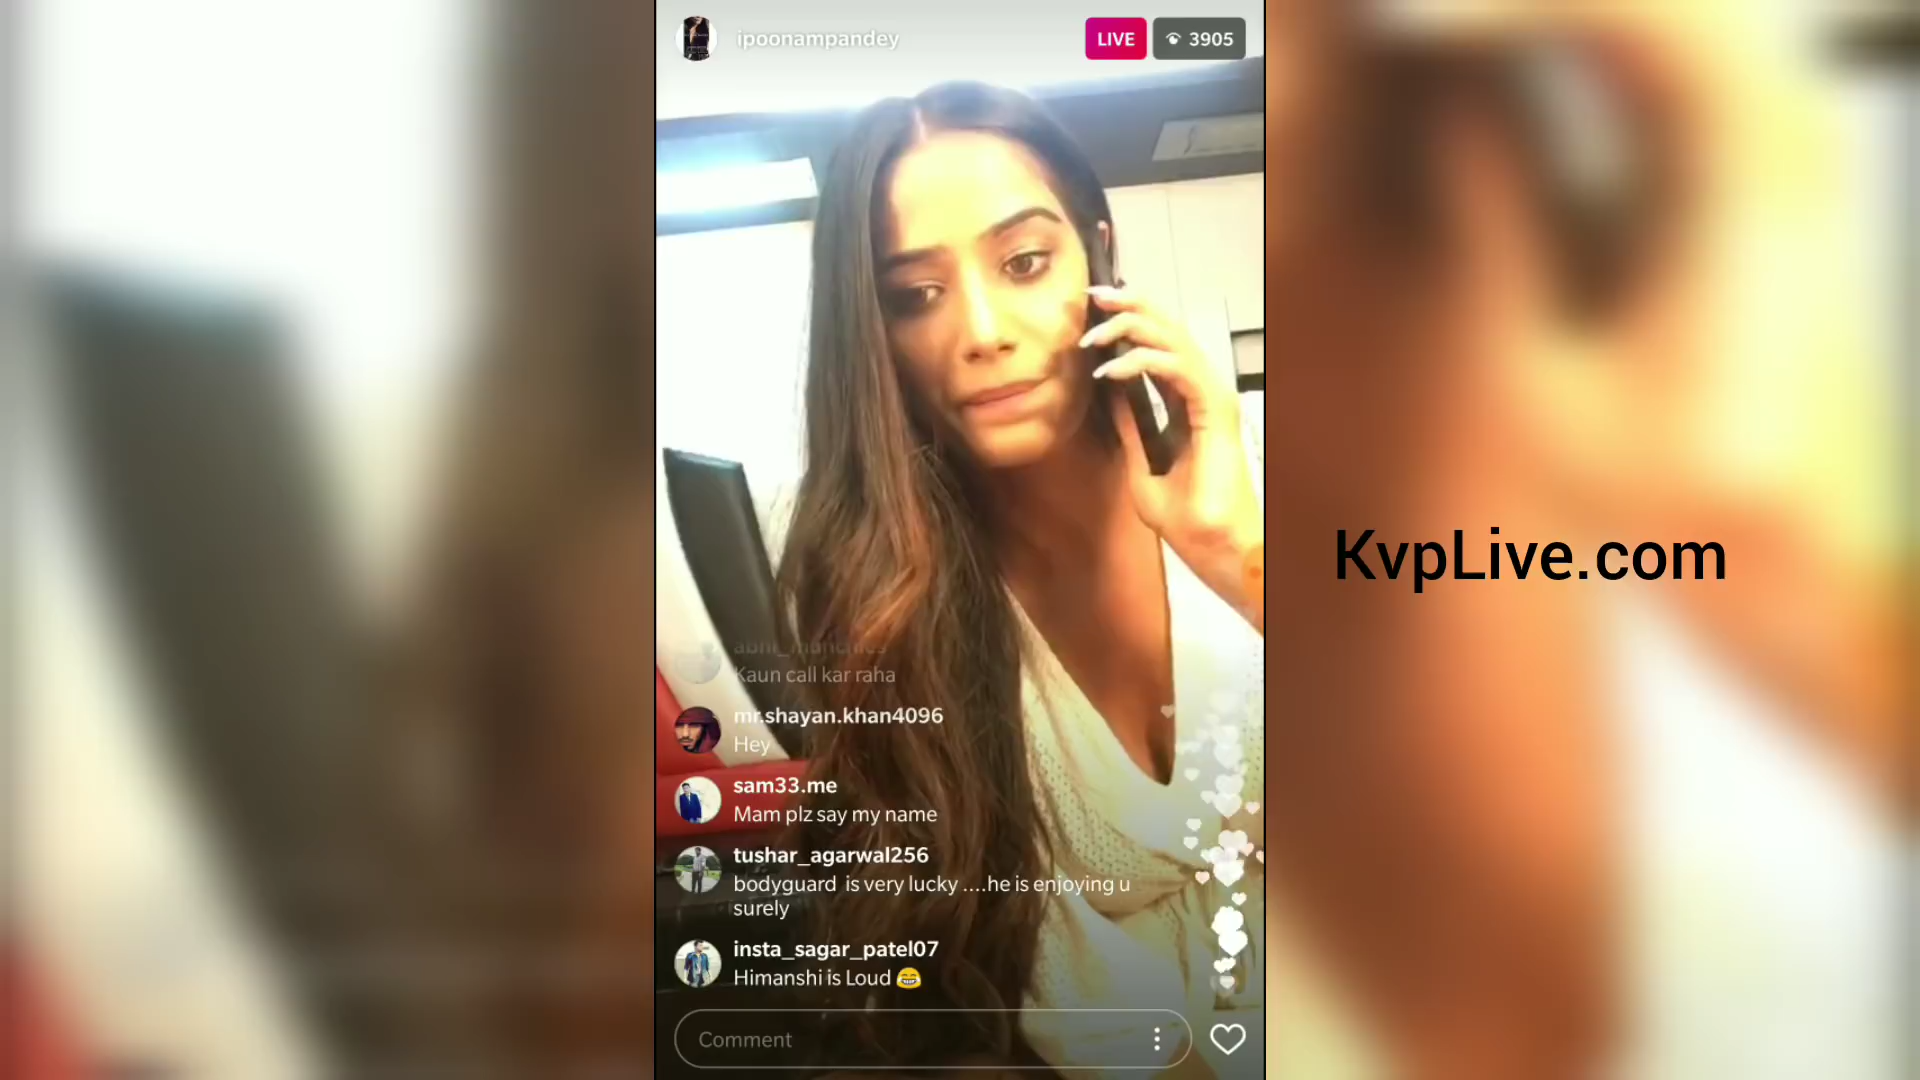 ipoonampandey
LIVE
3905
Kaun call kar raha
mr.shayan.khan4096
Hey
sam33.me
Mam plz say my name
tushar_agarwal256
bodyguard is very lucky ....he is enjoying u
surely
insta_sagar_patel07
Himanshi is Loud 😂
Comment
KvpLive.com